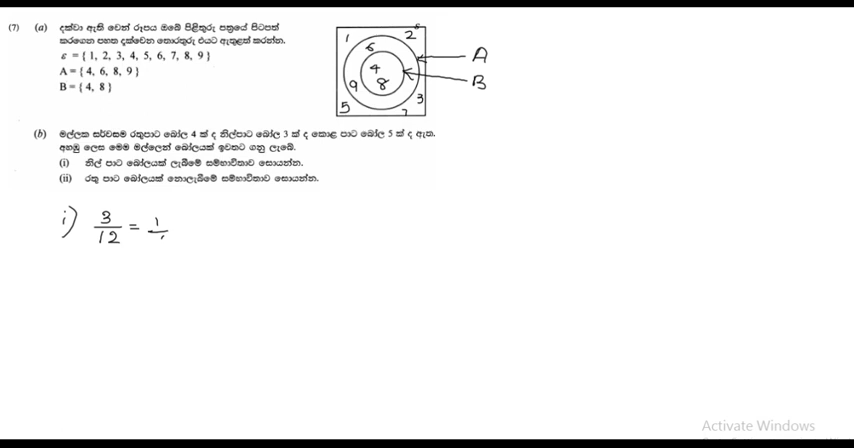 (7) (a) දක්වා ඇති වෙන් රූපය ඔබේ පිළිතුරු පත්‍රයේ පිටපත්
කරගෙන පහත දැක්වෙන තොරතුරු එයට ඇතුළත් කරන්න.
ε = { 1, 2, 3, 4, 5, 6, 7, 8, 9 }
A = { 4, 6, 8, 9 }
B = { 4, 8 }
1 2
6
A
4
B
9 8
3
5
7
(b) මල්ලක සර්වසම රතුපාට බෝල 4 ක් ද නිල්පාට බෝල 3 ක් ද කොළ පාට බෝල 5 ක් ද ඇත.
අහඹු ලෙස මෙම මල්ලෙන් බෝලයක් ඉවතට ගනු ලැබේ.
(i) නිල් පාට බෝලයක් ලැබීමේ සම්භාවිතාව සොයන්න.
(ii) රතු පාට බෝලයක් නොලැබීමේ සම්භාවිතාව සොයන්න.
i) 3/12 = 1/
Activate Windows